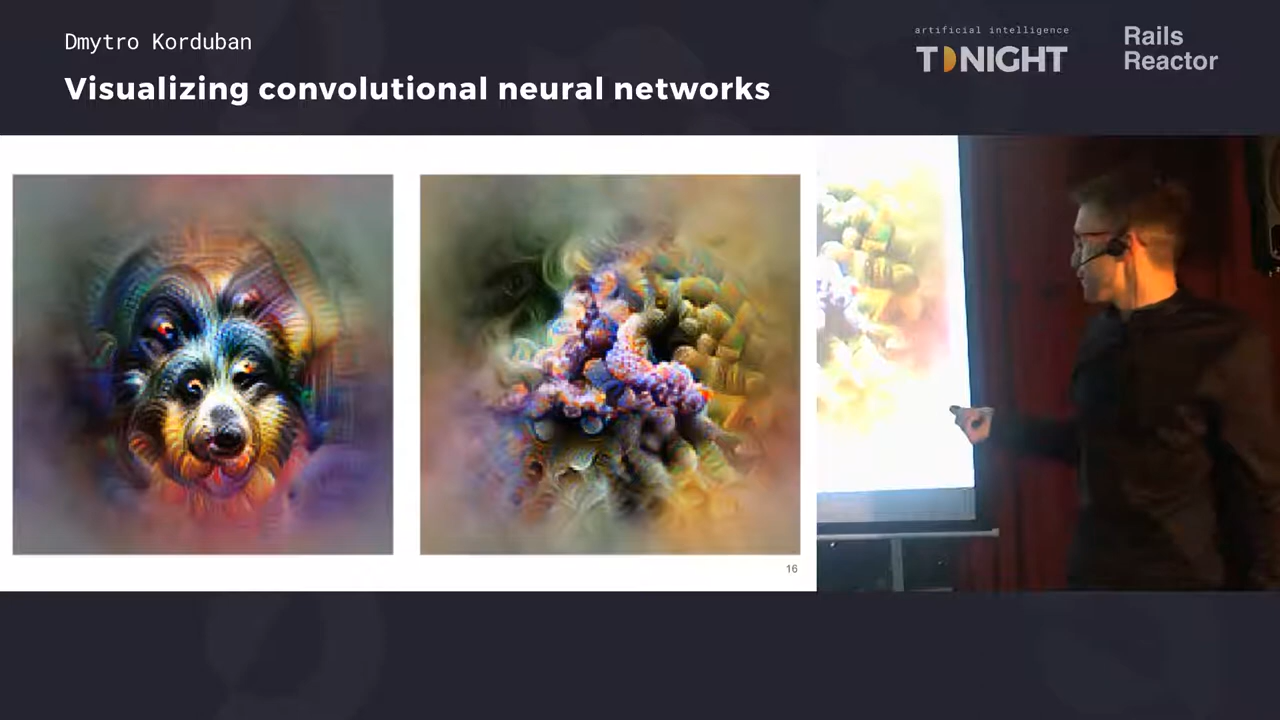 Dmytro Korduban
Visualizing convolutional neural networks
artificial intelligence
TONIGHT
Rails
Reactor
16